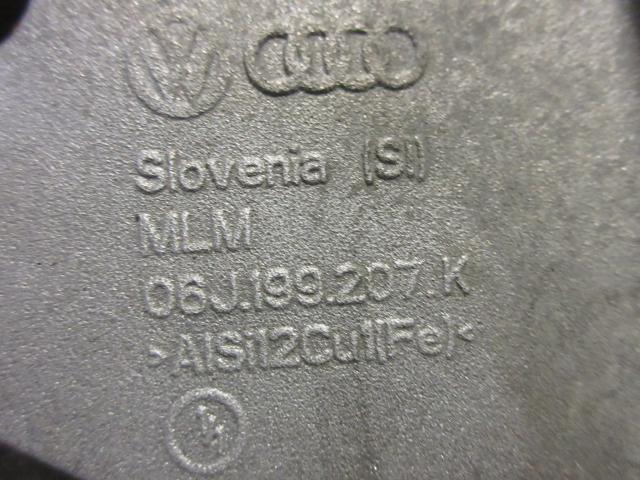 Slovenia (SI)
MLM
06J.199.207.K
>AlSi12Cu1(Fe)<